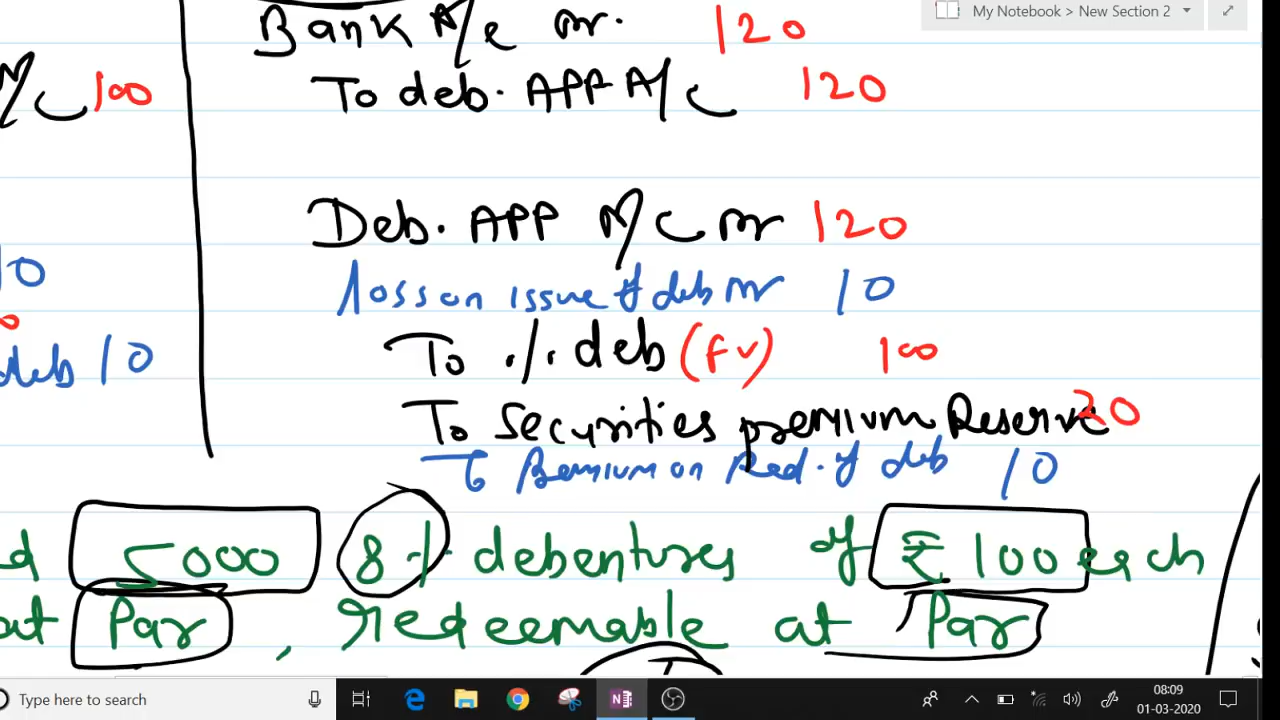 My Notebook > New Section 2
Bank A/c Dr. 120
To deb. APP A/C 120
A/C 100
Deb. APP A/C Dr 120
loss on issue of deb Dr 10
10
To ./. deb (FV) 100
deb 10
To Securities premium Reserve 20
To Premium on Red. of deb 10
d 5000 8 ./. debentures of ₹ 100 each
at Par, redeemable at Par
Type here to search
08:09
01-03-2020